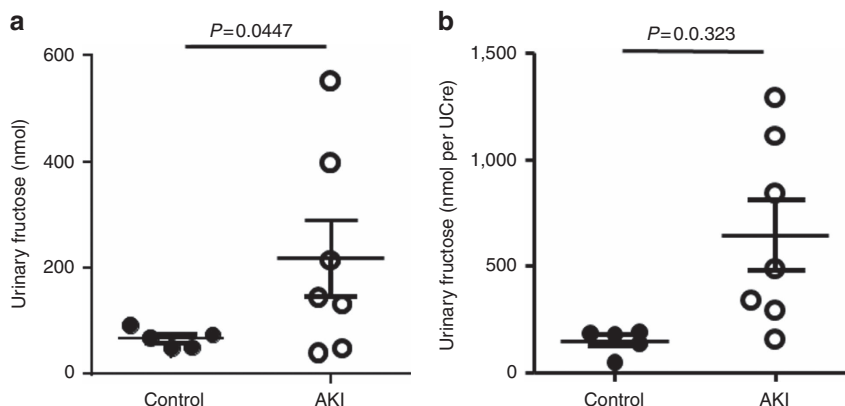 a
P=0.0447
Urinary fructose (nmol)
600
400
200
0
Control
AKI
b
P=0.0.323
Urinary fructose (nmol per UCre)
1,500
1,000
500
0
Control
AKI